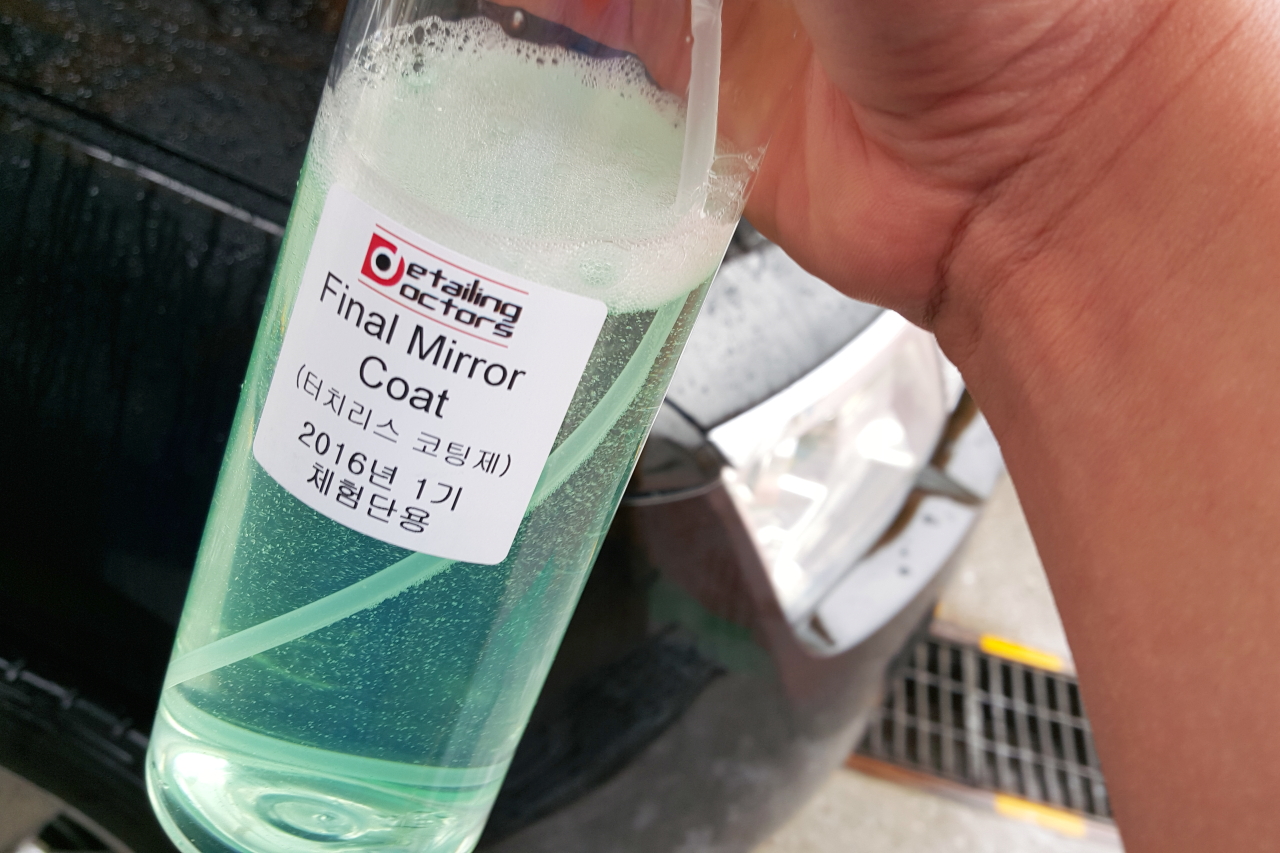 Detailing
Doctors
Final Mirror
Coat
(터치리스 코팅제)
2016년 1기
체험단용